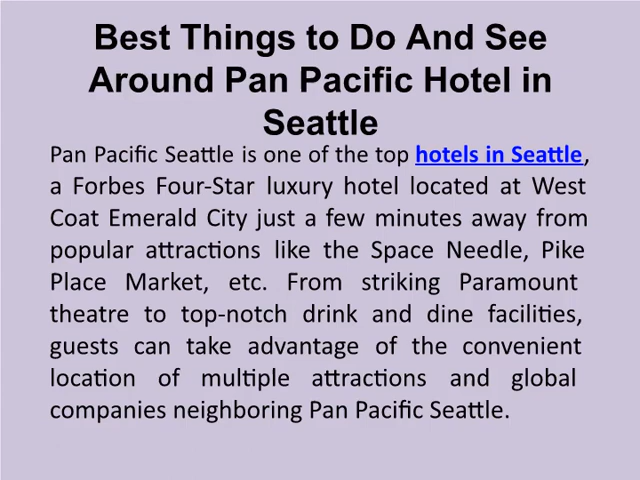 Best Things to Do And See
Around Pan Pacific Hotel in
Seattle
Pan Pacific Seattle is one of the top hotels in Seattle,
a Forbes Four-Star luxury hotel located at West
Coat Emerald City just a few minutes away from
popular attractions like the Space Needle, Pike
Place Market, etc. From striking Paramount
theatre to top-notch drink and dine facilities,
guests can take advantage of the convenient
location of multiple attractions and global
companies neighboring Pan Pacific Seattle.